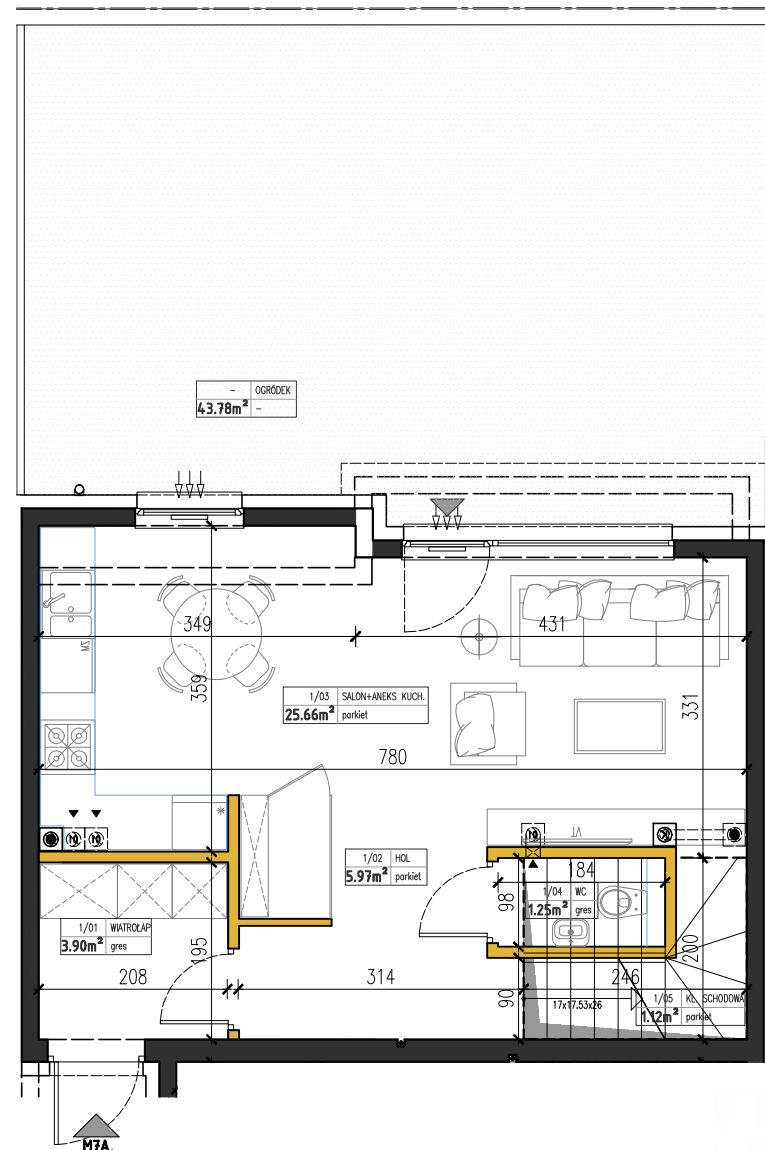 – OGRÓDEK
43.78m² –
349
431
359
ZM
1/03 SALON+ANEKS KUCH.
25.66m² parkiet
331
780
TV
1/02 HOL
5.97m² parkiet
184
1/04 WC
1.25m² gres
98
1/01 WIATROŁAP
3.90m² gres
195
200
208
314
246
90
17x17.53x26
1/05 KL. SCHODOWA
1.12m² parkiet
M7A.